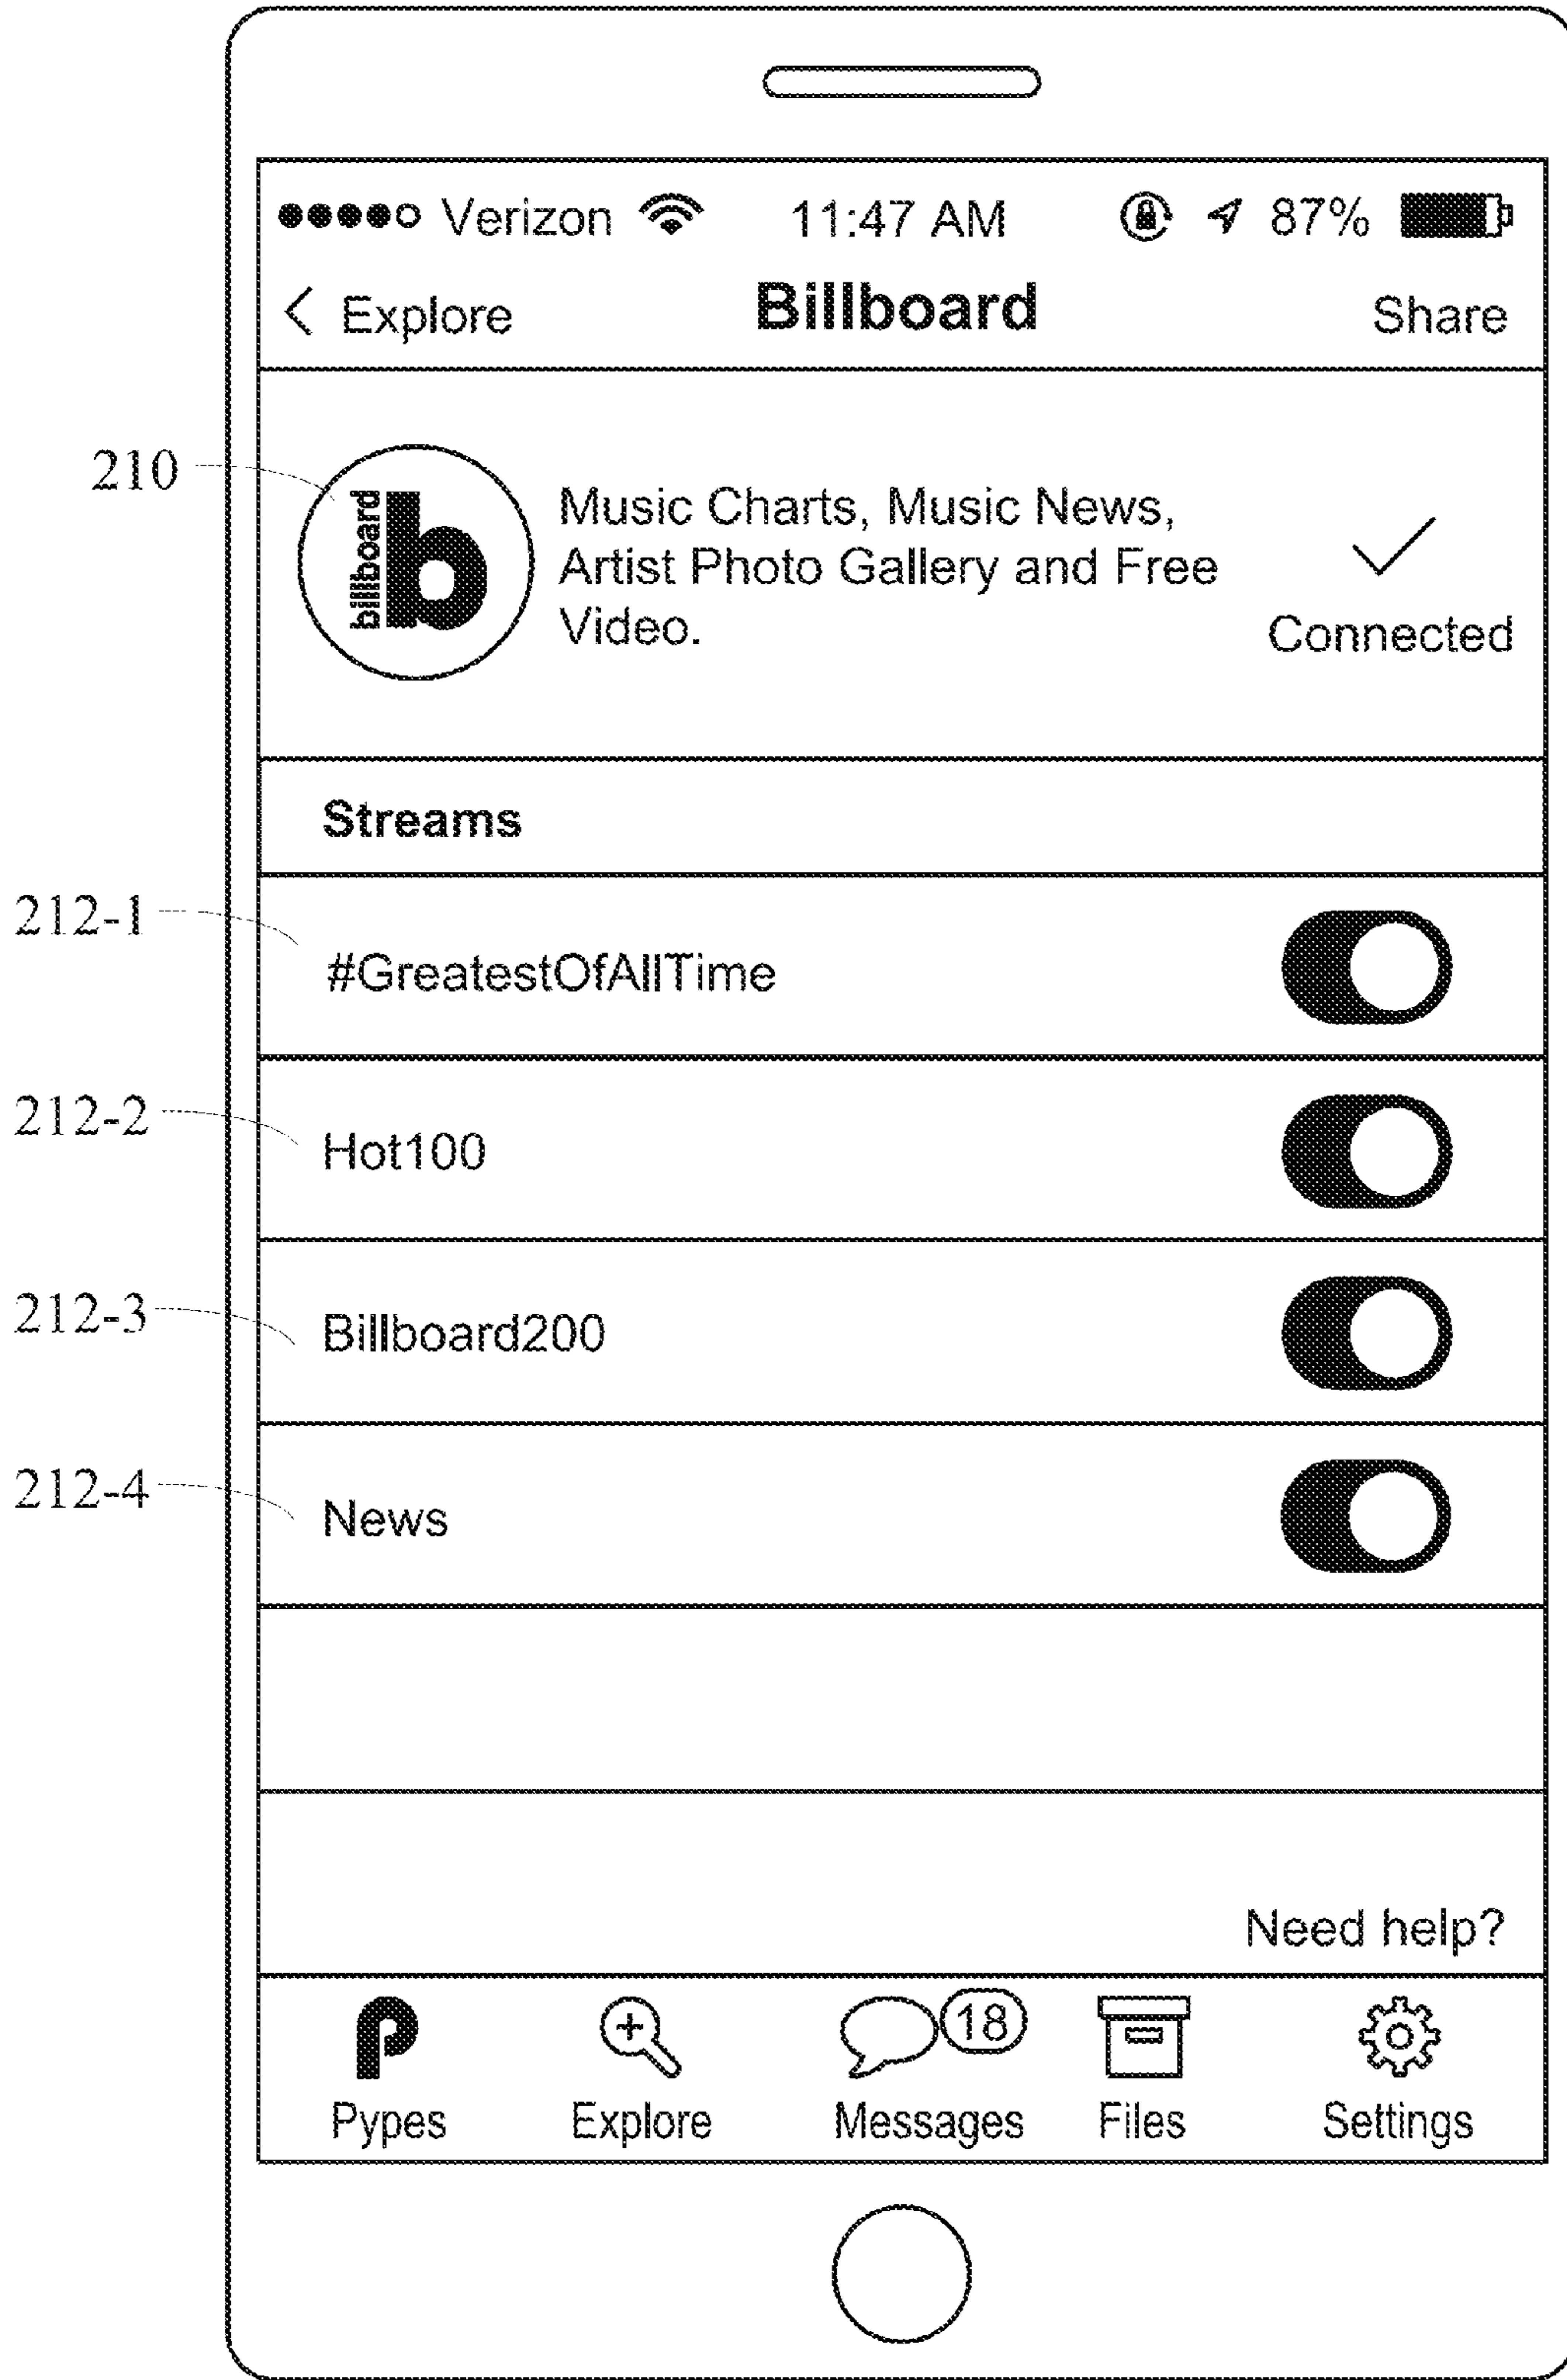 Verizon 11:47 AM 87%
< Explore Billboard Share
210
billboard b
Music Charts, Music News,
Artist Photo Gallery and Free
Video.
Connected
Streams
212-1
#GreatestOfAllTime
212-2
Hot100
212-3
Billboard200
212-4
News
Need help?
18
Pypes Explore Messages Files Settings